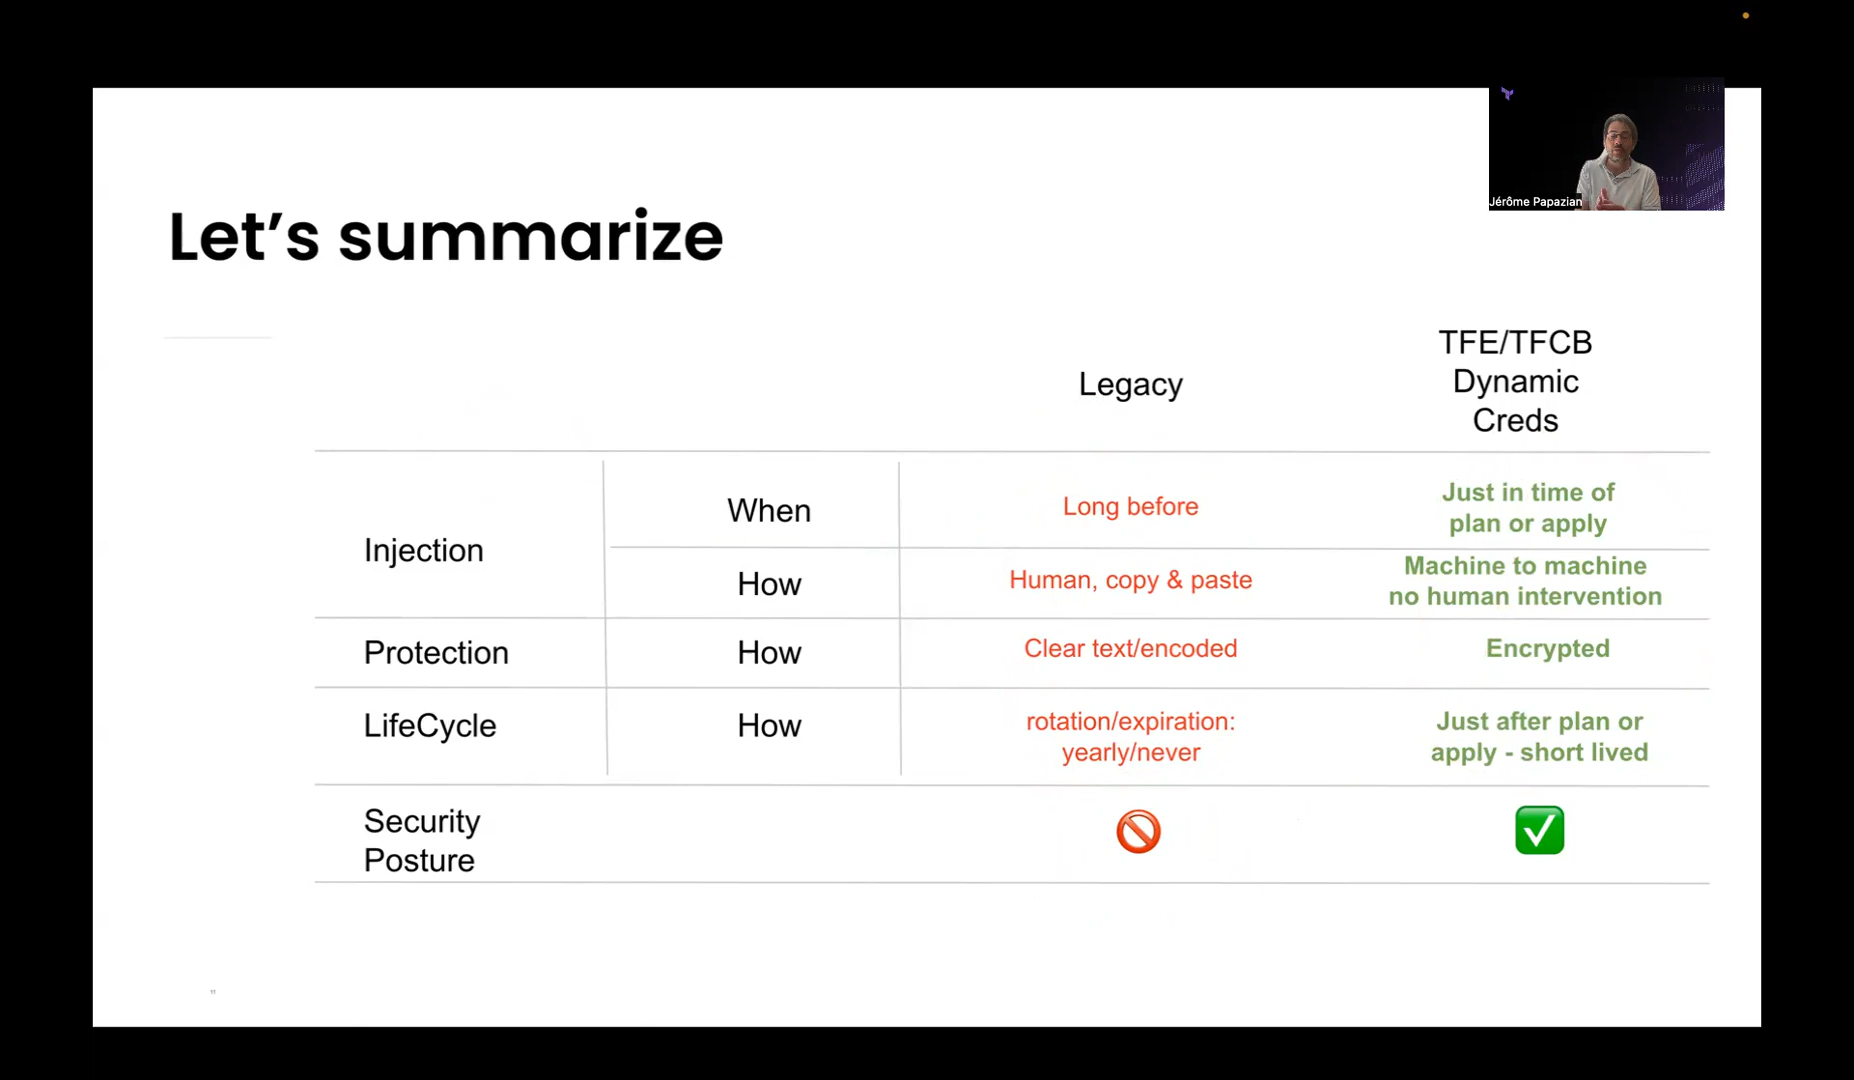 Jérôme Papazian
Let's summarize
Legacy
TFE/TFCB
Dynamic
Creds
Injection
When
Long before
Just in time of
plan or apply
How
Human, copy & paste
Machine to machine
no human intervention
Protection
How
Clear text/encoded
Encrypted
LifeCycle
How
rotation/expiration:
yearly/never
Just after plan or
apply - short lived
Security
Posture